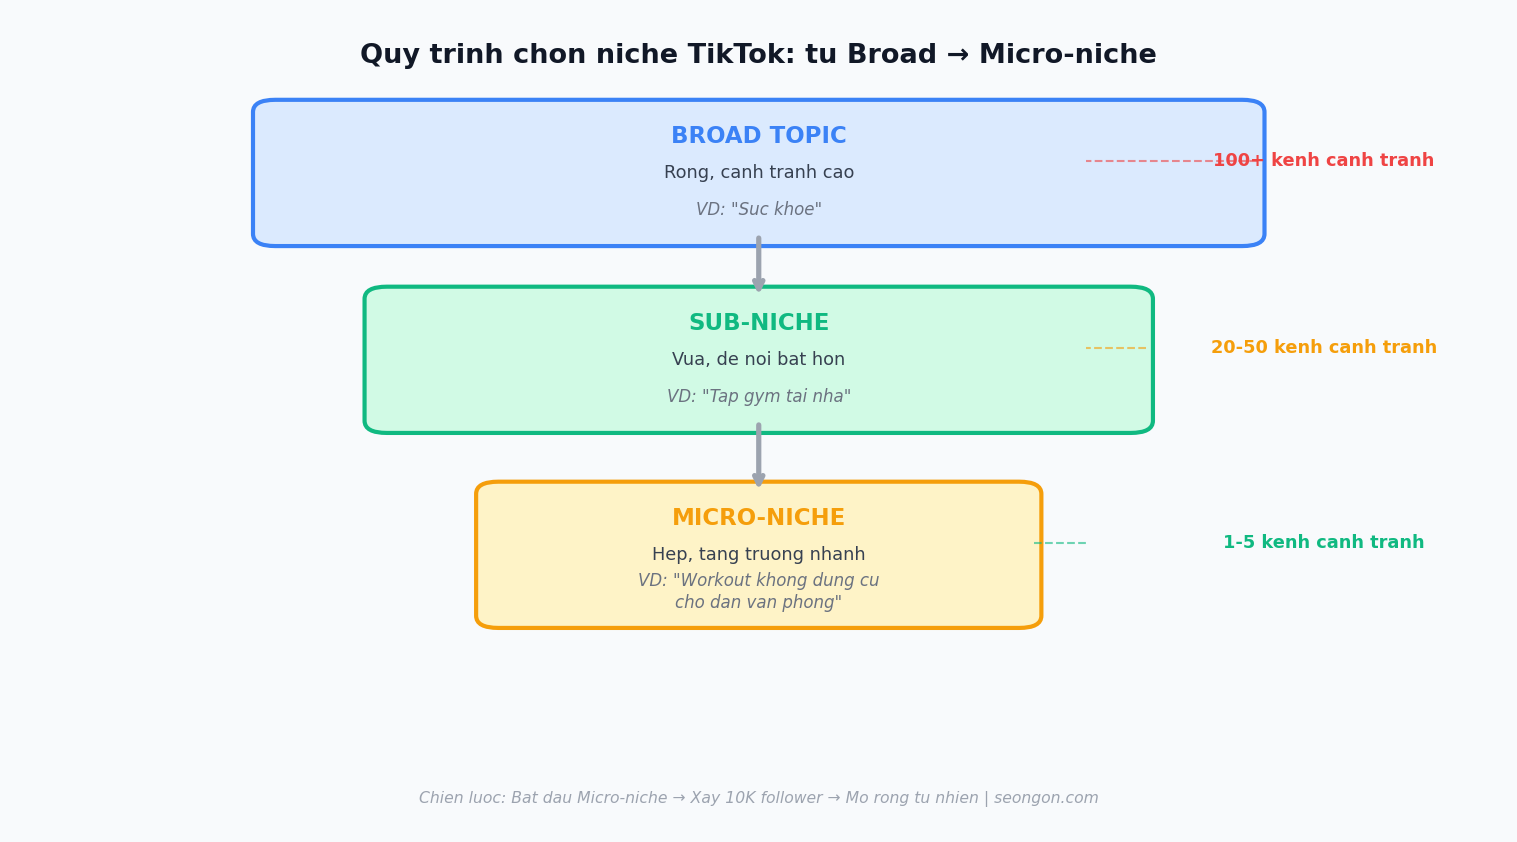 Quy trinh chon niche TikTok: tu Broad → Micro-niche
BROAD TOPIC
Rong, canh tranh cao
VD: "Suc khoe"
100+ kenh canh tranh
SUB-NICHE
Vua, de noi bat hon
VD: "Tap gym tai nha"
20-50 kenh canh tranh
MICRO-NICHE
Hep, tang truong nhanh
VD: "Workout khong dung cu
cho dan van phong"
1-5 kenh canh tranh
Chien luoc: Bat dau Micro-niche → Xay 10K follower → Mo rong tu nhien | seongon.com